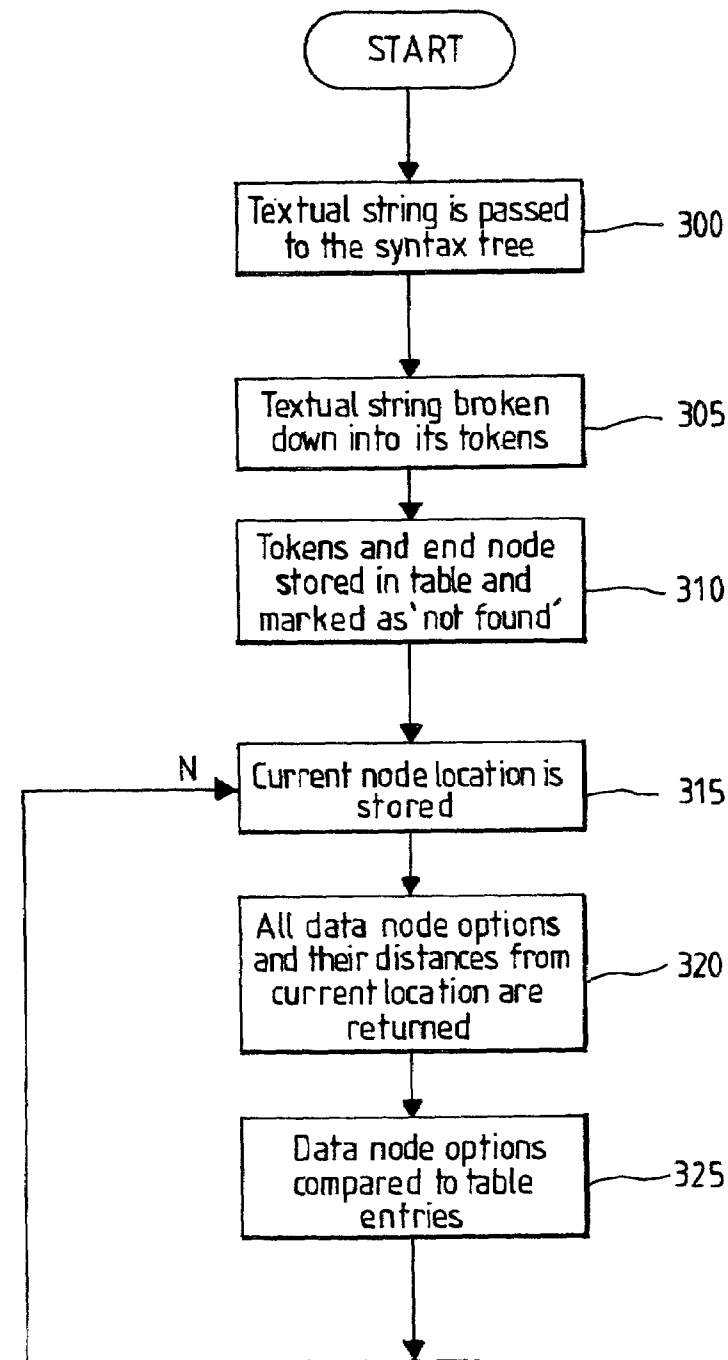 START
Textual string is passed
to the syntax tree
300
Textual string broken
down into its tokens
305
Tokens and end node
stored in table and
marked as 'not found'
310
N
Current node location is
stored
315
All data node options
and their distances from
current location are
returned
320
Data node options
compared to table
entries
325